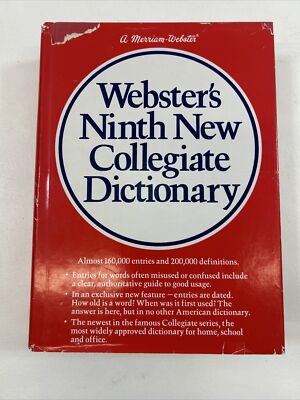 A Merriam-Webster®
Webster's
Ninth New
Collegiate
Dictionary
Almost 160,000 entries and 200,000 definitions.
• Entries for words often misused or confused include
a clear, authoritative guide to good usage.
• In an exclusive new feature—entries are dated.
How old is a word? When was it first used? The
answer is here, but in no other American dictionary.
• The newest in the famous Collegiate series, the
most widely approved dictionary for home, school
and office.